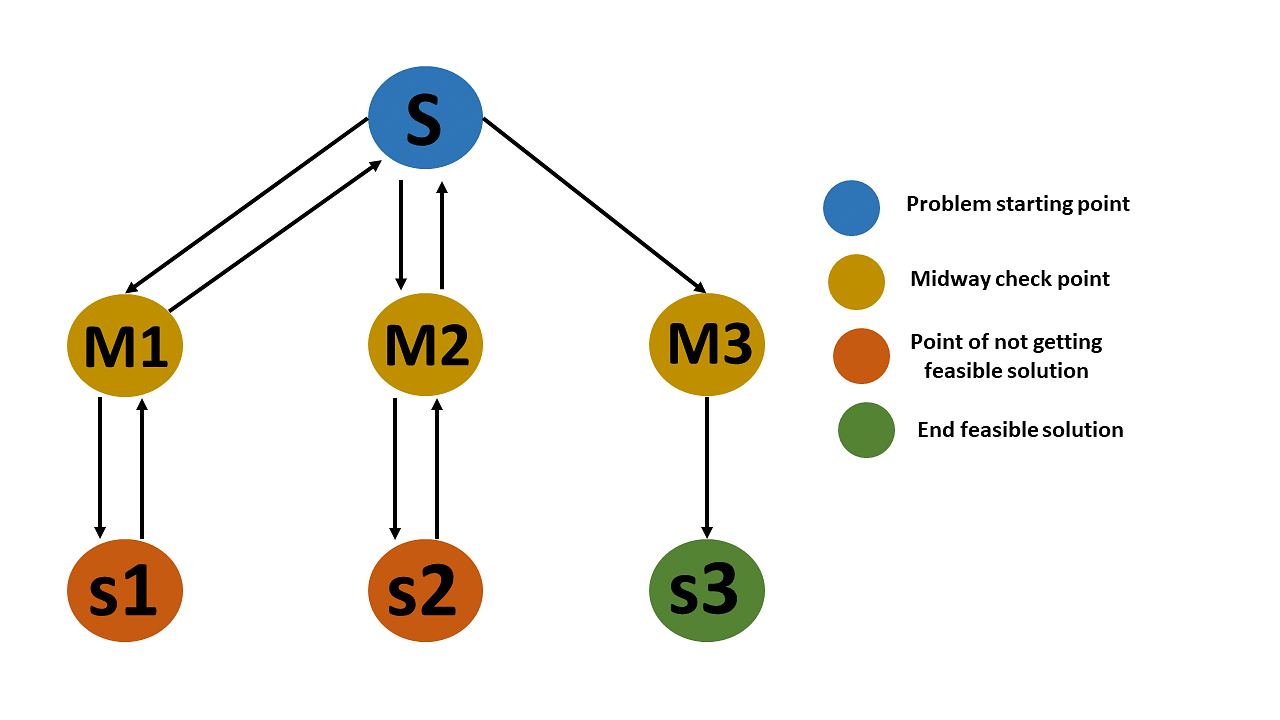 S
M1
M2
M3
s1
s2
s3
Problem starting point
Midway check point
Point of not getting
feasible solution
End feasible solution